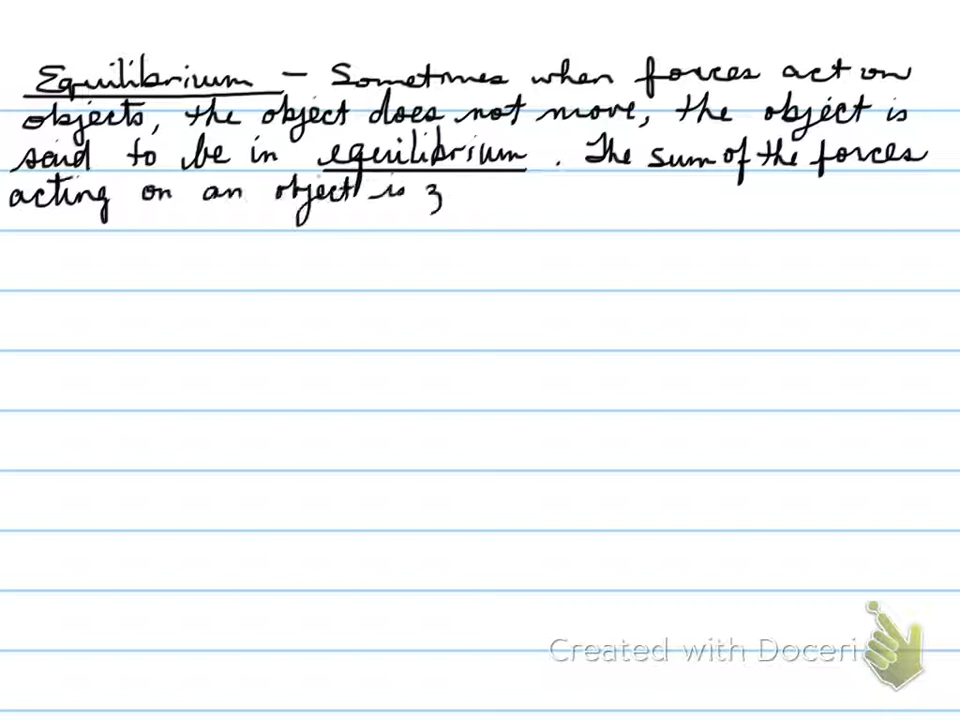 Equilibrium - Sometimes when forces act on
objects, the object does not move, the object is
said to be in equilibrium. The sum of the forces
acting on an object is z
Created with Doceri